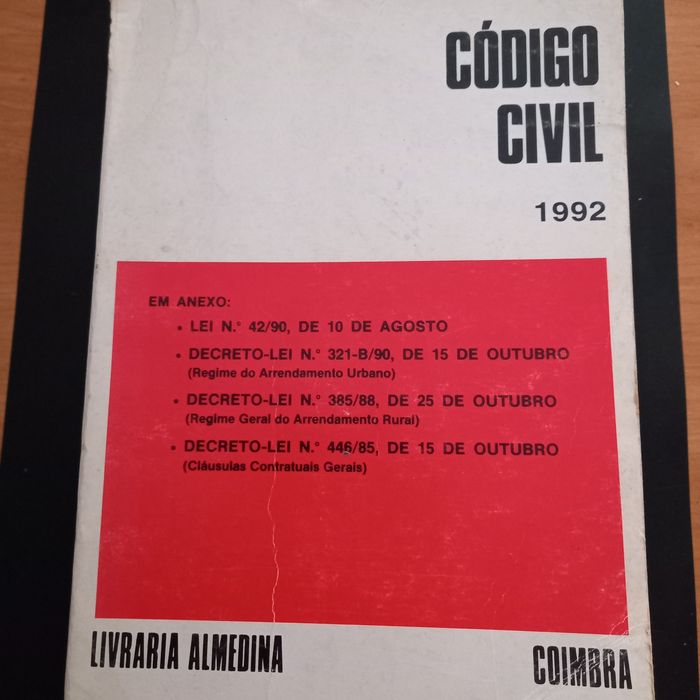 CÓDIGO
CIVIL
1992
EM ANEXO:
• LEI N.° 42/90, DE 10 DE AGOSTO
• DECRETO-LEI N.° 321-B/90, DE 15 DE OUTUBRO
(Regime do Arrendamento Urbano)
• DECRETO-LEI N.° 385/88, DE 25 DE OUTUBRO
(Regime Geral do Arrendamento Rural)
• DECRETO-LEI N.° 446/85, DE 15 DE OUTUBRO
(Cláusulas Contratuais Gerais)
LIVRARIA ALMEDINA COIMBRA